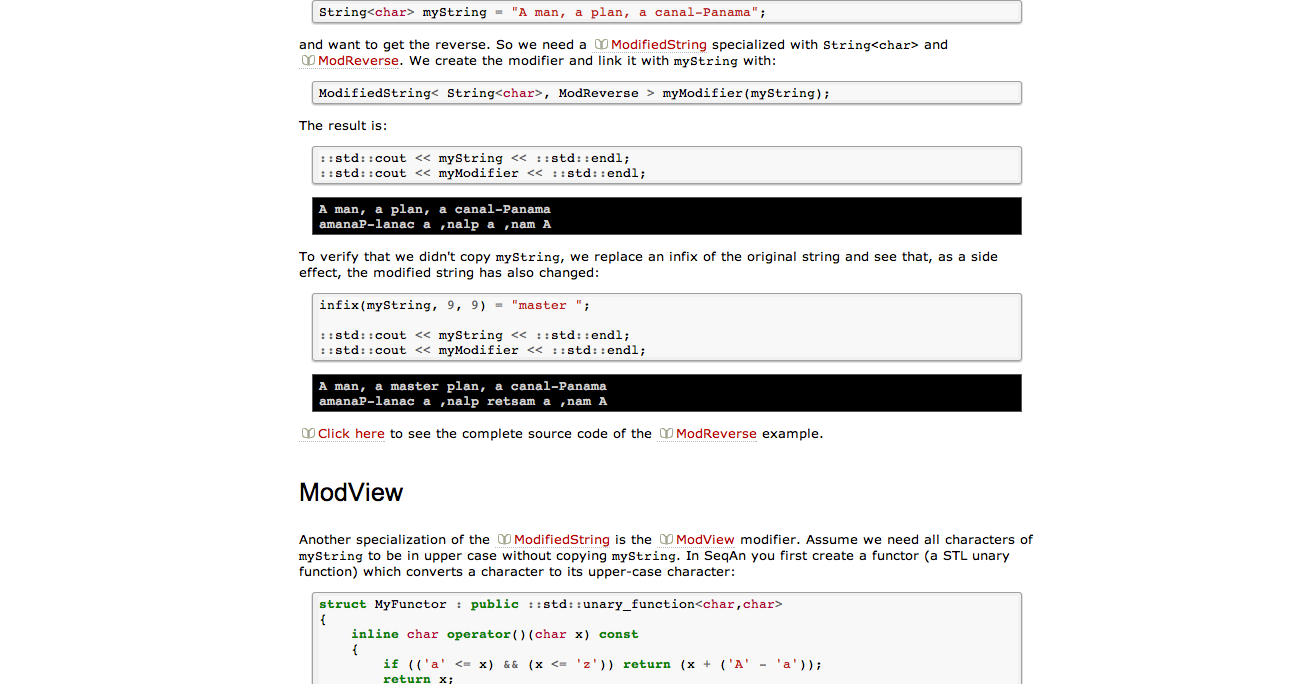 String<char> myString = "A man, a plan, a canal-Panama";
and want to get the reverse. So we need a ModifiedString specialized with String<char> and
ModReverse. We create the modifier and link it with myString with:
ModifiedString< String<char>, ModReverse > myModifier(myString);
The result is:
::std::cout << myString << ::std::endl;
::std::cout << myModifier << ::std::endl;
A man, a plan, a canal-Panama
amanaP-lanac a ,nalp a ,nam A
To verify that we didn't copy myString, we replace an infix of the original string and see that, as a side
effect, the modified string has also changed:
infix(myString, 9, 9) = "master ";
::std::cout << myString << ::std::endl;
::std::cout << myModifier << ::std::endl;
A man, a master plan, a canal-Panama
amanaP-lanac a ,nalp retsam a ,nam A
Click here to see the complete source code of the ModReverse example.
ModView
Another specialization of the ModifiedString is the ModView modifier. Assume we need all characters of
myString to be in upper case without copying myString. In SeqAn you first create a functor (a STL unary
function) which converts a character to its upper-case character:
struct MyFunctor : public ::std::unary_function<char,char>
{
    inline char operator()(char x) const
    {
        if (('a' <= x) && (x <= 'z')) return (x + ('A' - 'a'));
        return x;